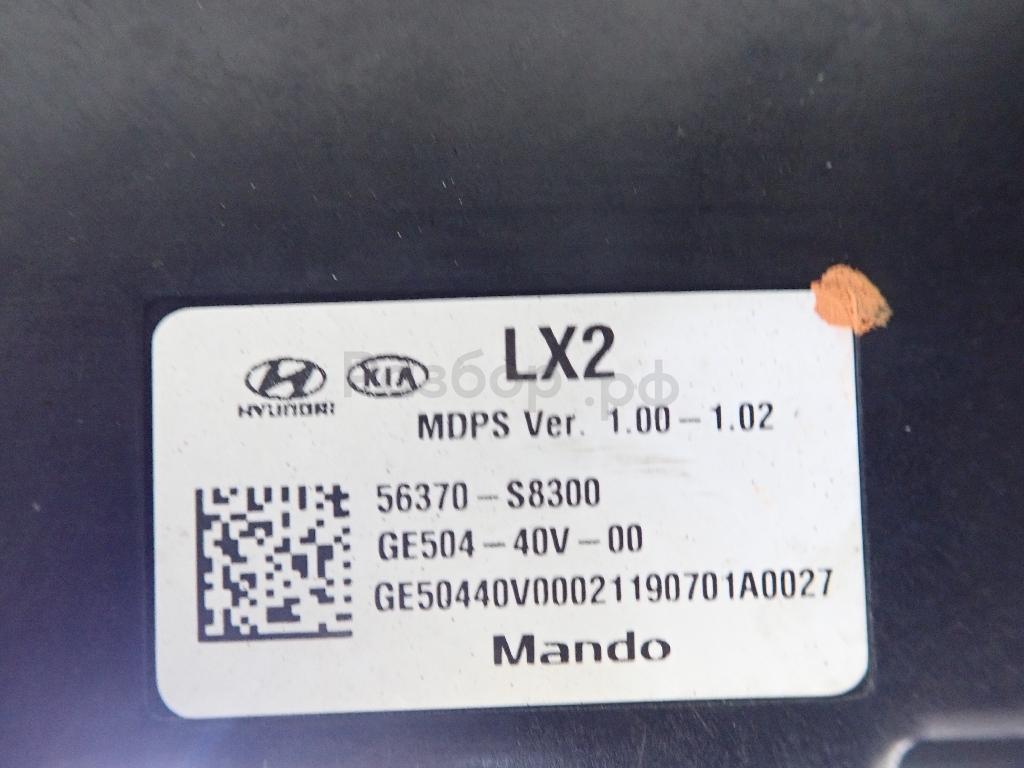 LX2
HYUNDAI
KIA
Разбор.рф
MDPS Ver. 1.00-1.02
56370-S8300
GE504-40V-00
GE50440V00021190701A0027
Mando